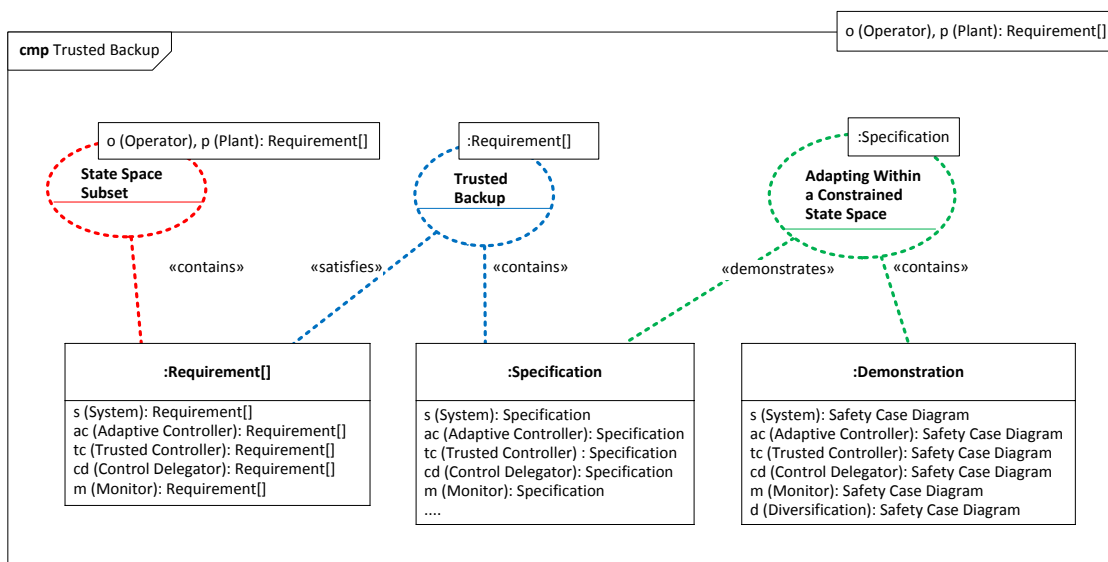 o (Operator), p (Plant): Requirement[]
cmp Trusted Backup
o (Operator), p (Plant): Requirement[]
State Space
Subset
:Requirement[]
Trusted
Backup
:Specification
Adapting Within
a Constrained
State Space
«contains»
«satisfies»
«contains»
«demonstrates»
«contains»
:Requirement[]
s (System): Requirement[]
ac (Adaptive Controller): Requirement[]
tc (Trusted Controller): Requirement[]
cd (Control Delegator): Requirement[]
m (Monitor): Requirement[]
:Specification
s (System): Specification
ac (Adaptive Controller): Specification
tc (Trusted Controller) : Specification
cd (Control Delegator): Specification
m (Monitor): Specification
....
:Demonstration
s (System): Safety Case Diagram
ac (Adaptive Controller): Safety Case Diagram
tc (Trusted Controller): Safety Case Diagram
cd (Control Delegator): Safety Case Diagram
m (Monitor): Safety Case Diagram
d (Diversification): Safety Case Diagram